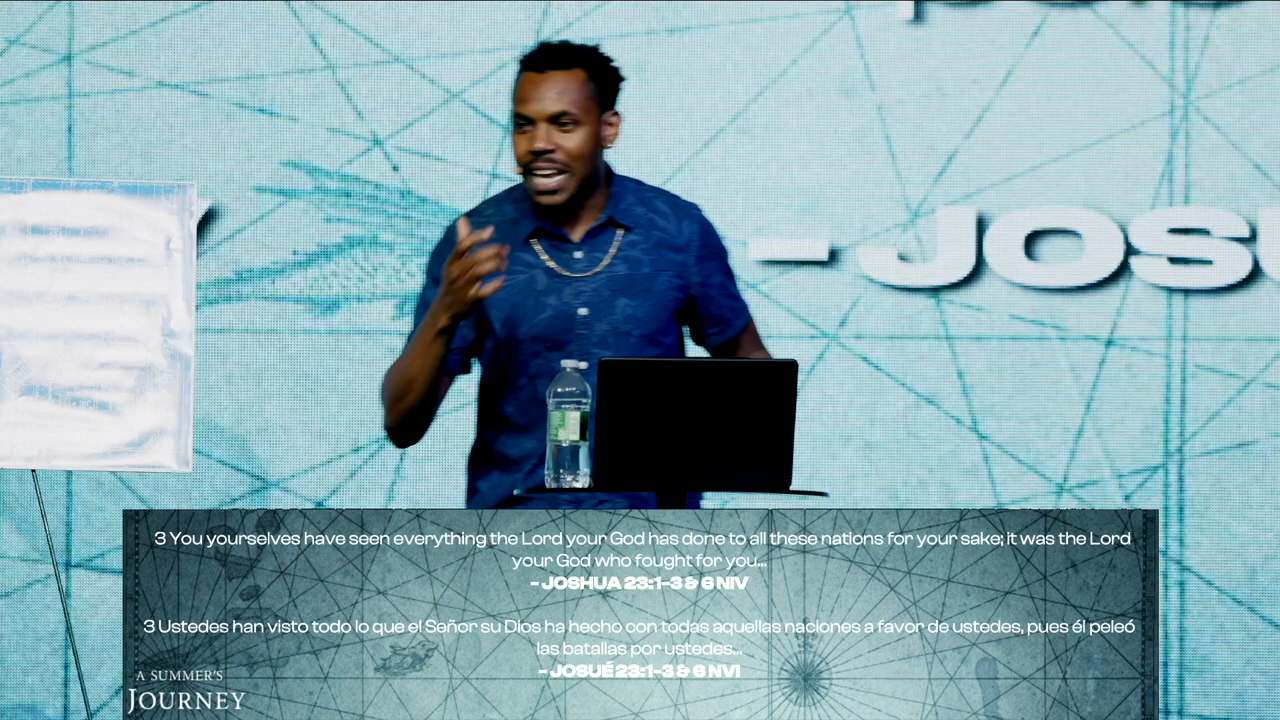 - JOSU
3 You yourselves have seen everything the Lord your God has done to all these nations for your sake; it was the Lord
your God who fought for you...
- JOSHUA 23:1-3 & 6 NIV
3 Ustedes han visto todo lo que el Señor su Dios ha hecho con todas aquellas naciones a favor de ustedes, pues él peleó
las batallas por ustedes...
- JOSUÉ 23:1-3 & 6 NVI
A SUMMER'S
JOURNEY